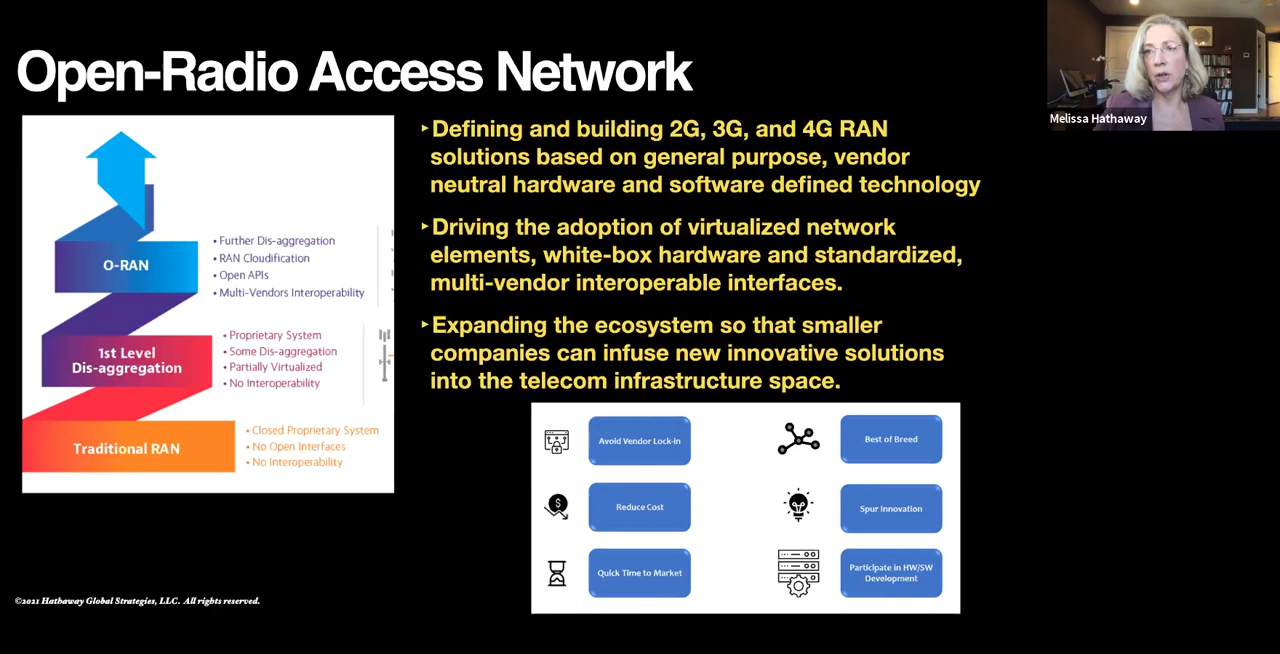 Open-Radio Access Network
Melissa Hathaway
‣Defining and building 2G, 3G, and 4G RAN
solutions based on general purpose, vendor
neutral hardware and software defined technology
‣Driving the adoption of virtualized network
elements, white-box hardware and standardized,
multi-vendor interoperable interfaces.
‣Expanding the ecosystem so that smaller
companies can infuse new innovative solutions
into the telecom infrastructure space.
O-RAN
• Further Dis-aggregation
• RAN Cloudification
• Open APIs
• Multi-Vendors Interoperability
1st Level
Dis-aggregation
• Proprietary System
• Some Dis-aggregation
• Partially Virtualized
• No Interoperability
Traditional RAN
• Closed Proprietary System
• No Open Interfaces
• No Interoperability
Avoid Vendor Lock-in
Best of Breed
Reduce Cost
Spur Innovation
Quick Time to Market
Participate in HW/SW
Development
©2021 Hathaway Global Strategies, LLC. All rights reserved.